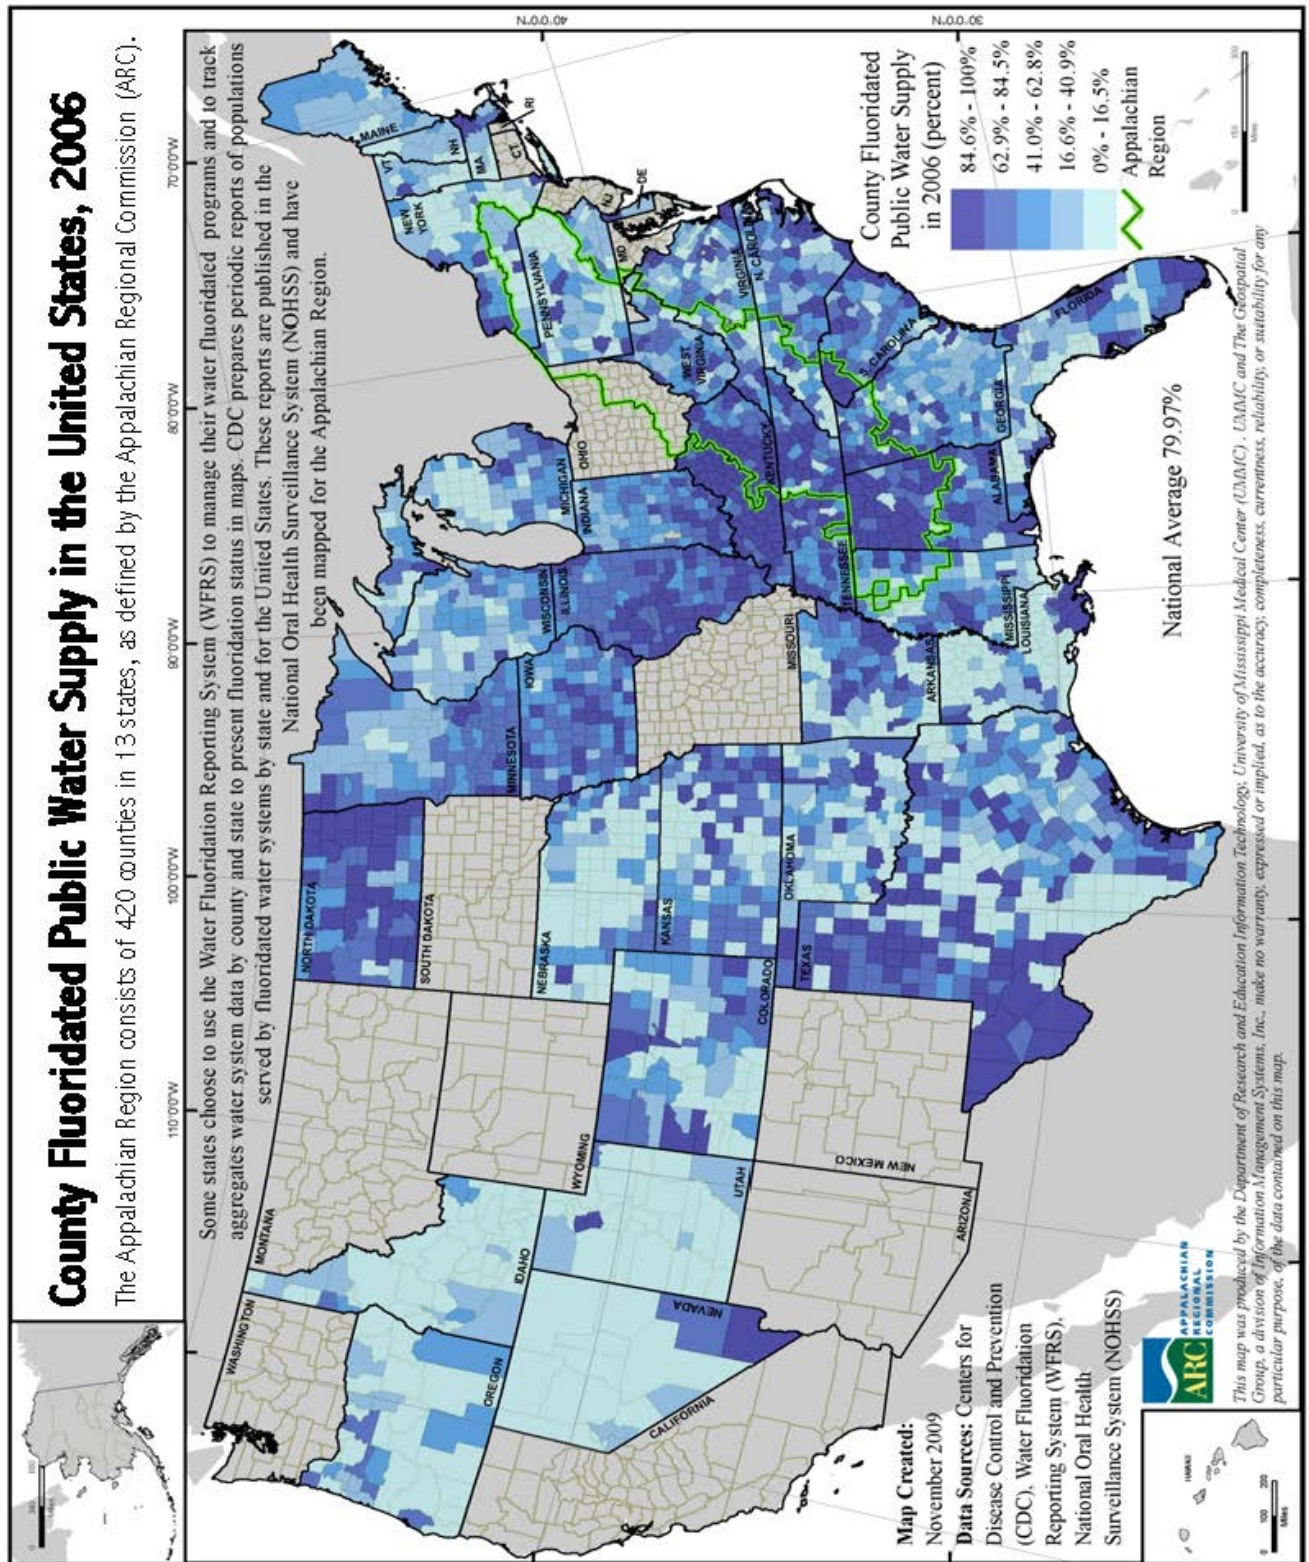 County Fluoridated Public Water Supply in the United States, 2006
The Appalachian Region consists of 420 counties in 13 states, as defined by the Appalachian Regional Commission (ARC).
Some states choose to use the Water Fluoridation Reporting System (WFRS) to manage their water fluoridated programs and to track
aggregates water system data by county and state to present fluoridation status in maps. CDC prepares periodic reports of populations
served by fluoridated water systems by state and for the United States. These reports are published in the
National Oral Health Surveillance System (NOHSS) and have
been mapped for the Appalachian Region.
110°0'0"W
100°0'0"W
90°0'0"W
80°0'0"W
70°0'0"W
40°0'0"N
30°0'0"N
WASHINGTON
MONTANA
NORTH DAKOTA
MINNESOTA
WISCONSIN
MICHIGAN
NEW
YORK
VT
MAINE
NH
MA
CT
RI
OREGON
IDAHO
WYOMING
SOUTH DAKOTA
NEBRASKA
IOWA
ILLINOIS
INDIANA
OHIO
PENNSYLVANIA
NJ
DE
MD
CALIFORNIA
NEVADA
UTAH
COLORADO
KANSAS
MISSOURI
KENTUCKY
WEST
VIRGINIA
VIRGINIA
N. CAROLINA
ARIZONA
NEW MEXICO
TEXAS
OKLAHOMA
ARKANSAS
TENNESSEE
S. CAROLINA
MISSISSIPPI
LOUISIANA
ALABAMA
GEORGIA
FLORIDA
National Average 79.97%
County Fluoridated
Public Water Supply
in 2006 (percent)
84.6% - 100%
62.9% - 84.5%
41.0% - 62.8%
16.6% - 40.9%
0% - 16.5%
Appalachian
Region
Map Created:
November 2009
Data Sources: Centers for
Disease Control and Prevention
(CDC), Water Fluoridation
Reporting System (WFRS),
National Oral Health
Surveillance System (NOHSS)
ARC
APPALACHIAN
REGIONAL
COMMISSION
HAWAII
0 100 200
Miles
0 150 300
Miles
This map was produced by the Department of Research and Education Information Technology, University of Mississippi Medical Center (UMMC). UMMC and The Geospatial
Group, a division of Information Management Systems, Inc., make no warranty, expressed or implied, as to the accuracy, completeness, currentness, reliability, or suitability for any
particular purpose, of the data contained on this map.